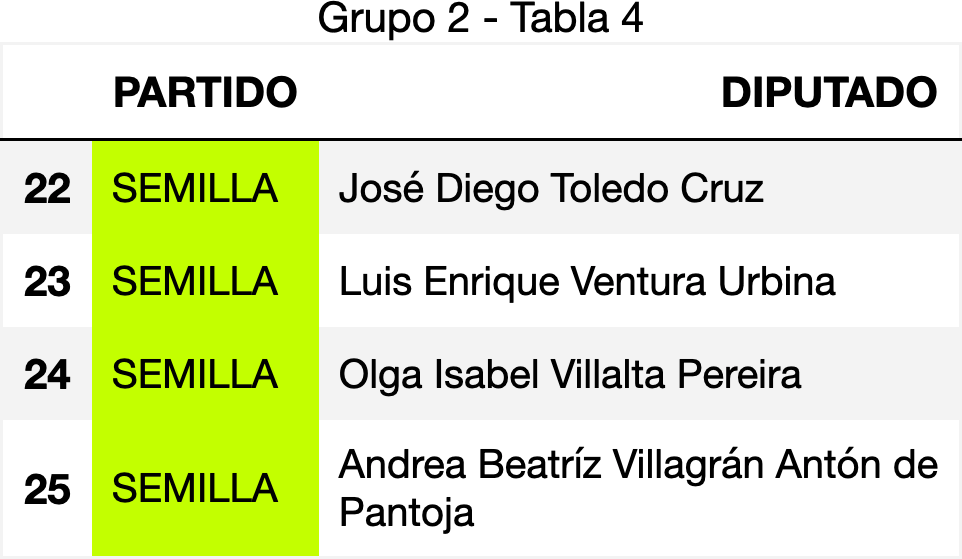 Grupo 2 - Tabla 4
PARTIDO DIPUTADO
22 SEMILLA José Diego Toledo Cruz
23 SEMILLA Luis Enrique Ventura Urbina
24 SEMILLA Olga Isabel Villalta Pereira
25 SEMILLA Andrea Beatríz Villagrán Antón de
Pantoja